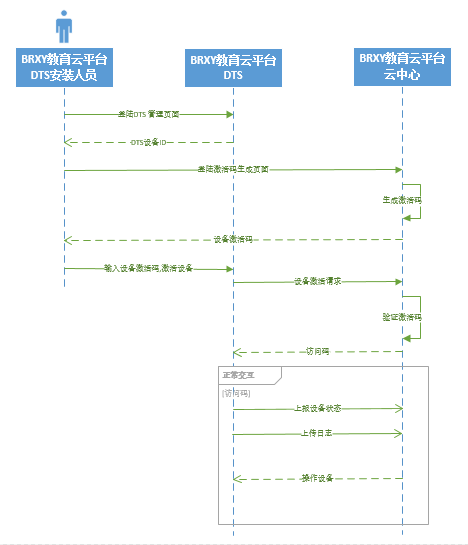 BRXY教育云平台
DTS安装人员
BRXY教育云平台
DTS
BRXY教育云平台
云中心
登陆DTS 管理页面
DTS设备ID
登陆激活码生成页面
生成激活码
设备激活码
输入设备激活码,激活设备
设备激活请求
验证激活码
访问码
正常交互
[访问码]
上报设备状态
上传日志
操作设备